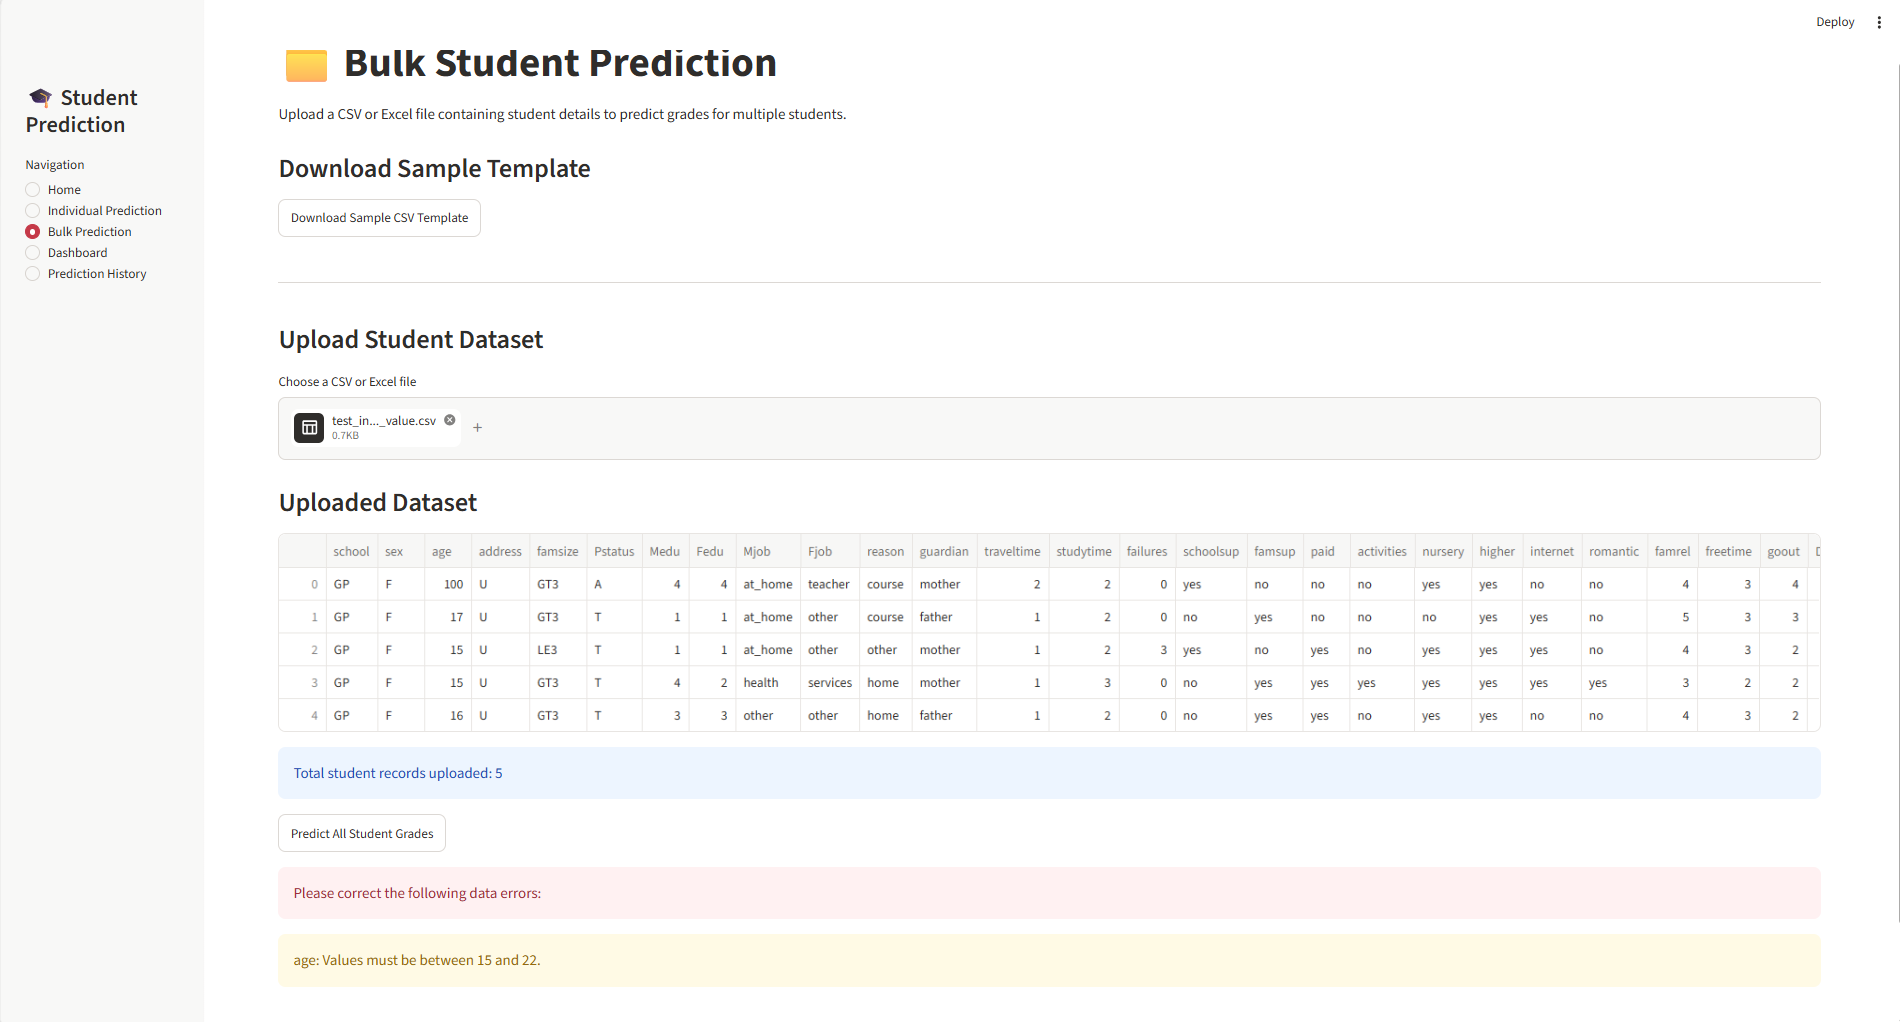 Deploy
🎓 Student
Prediction
Navigation
Home
Individual Prediction
Bulk Prediction
Dashboard
Prediction History
Bulk Student Prediction
Upload a CSV or Excel file containing student details to predict grades for multiple students.
Download Sample Template
Download Sample CSV Template
Upload Student Dataset
Choose a CSV or Excel file
test_in..._value.csv
0.7KB
+
Uploaded Dataset
school sex age address famsize Pstatus Medu Fedu Mjob Fjob reason guardian traveltime studytime failures schoolsup famsup paid activities nursery higher internet romantic famrel freetime goout
0 GP F 100 U GT3 A 4 4 at_home teacher course mother 2 2 0 yes no no no yes yes no no 4 3 4
1 GP F 17 U GT3 T 1 1 at_home other course father 1 2 0 no yes no no no yes yes no 5 3 3
2 GP F 15 U LE3 T 1 1 at_home other other mother 1 2 3 yes no yes no yes yes yes no 4 3 2
3 GP F 15 U GT3 T 4 2 health services home mother 1 3 0 no yes yes yes yes yes yes yes 3 2 2
4 GP F 16 U GT3 T 3 3 other other home father 1 2 0 no yes yes no yes yes no no 4 3 2
Total student records uploaded: 5
Predict All Student Grades
Please correct the following data errors:
age: Values must be between 15 and 22.